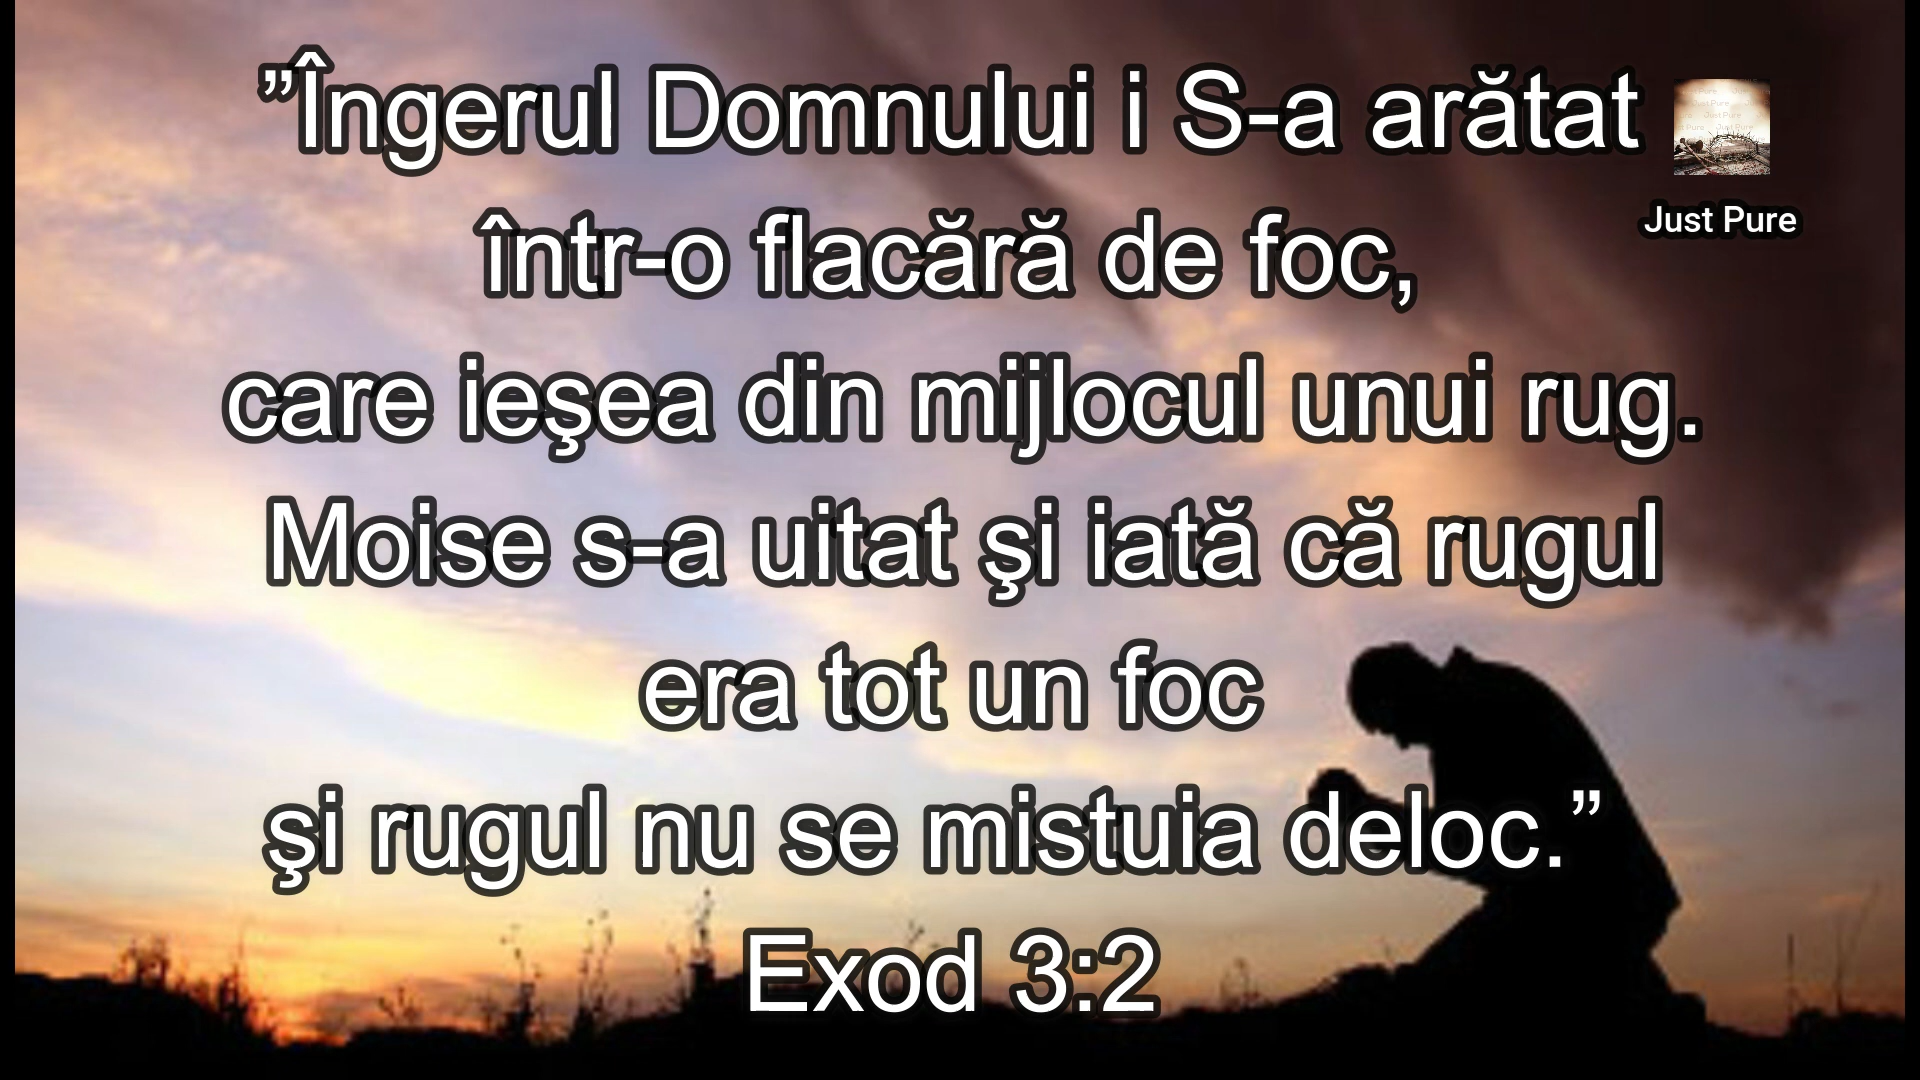 ”Îngerul Domnului i S-a arătat
într-o flacără de foc,
care ieşea din mijlocul unui rug.
Moise s-a uitat şi iată că rugul
era tot un foc
şi rugul nu se mistuia deloc.”
Exod 3:2
Just Pure